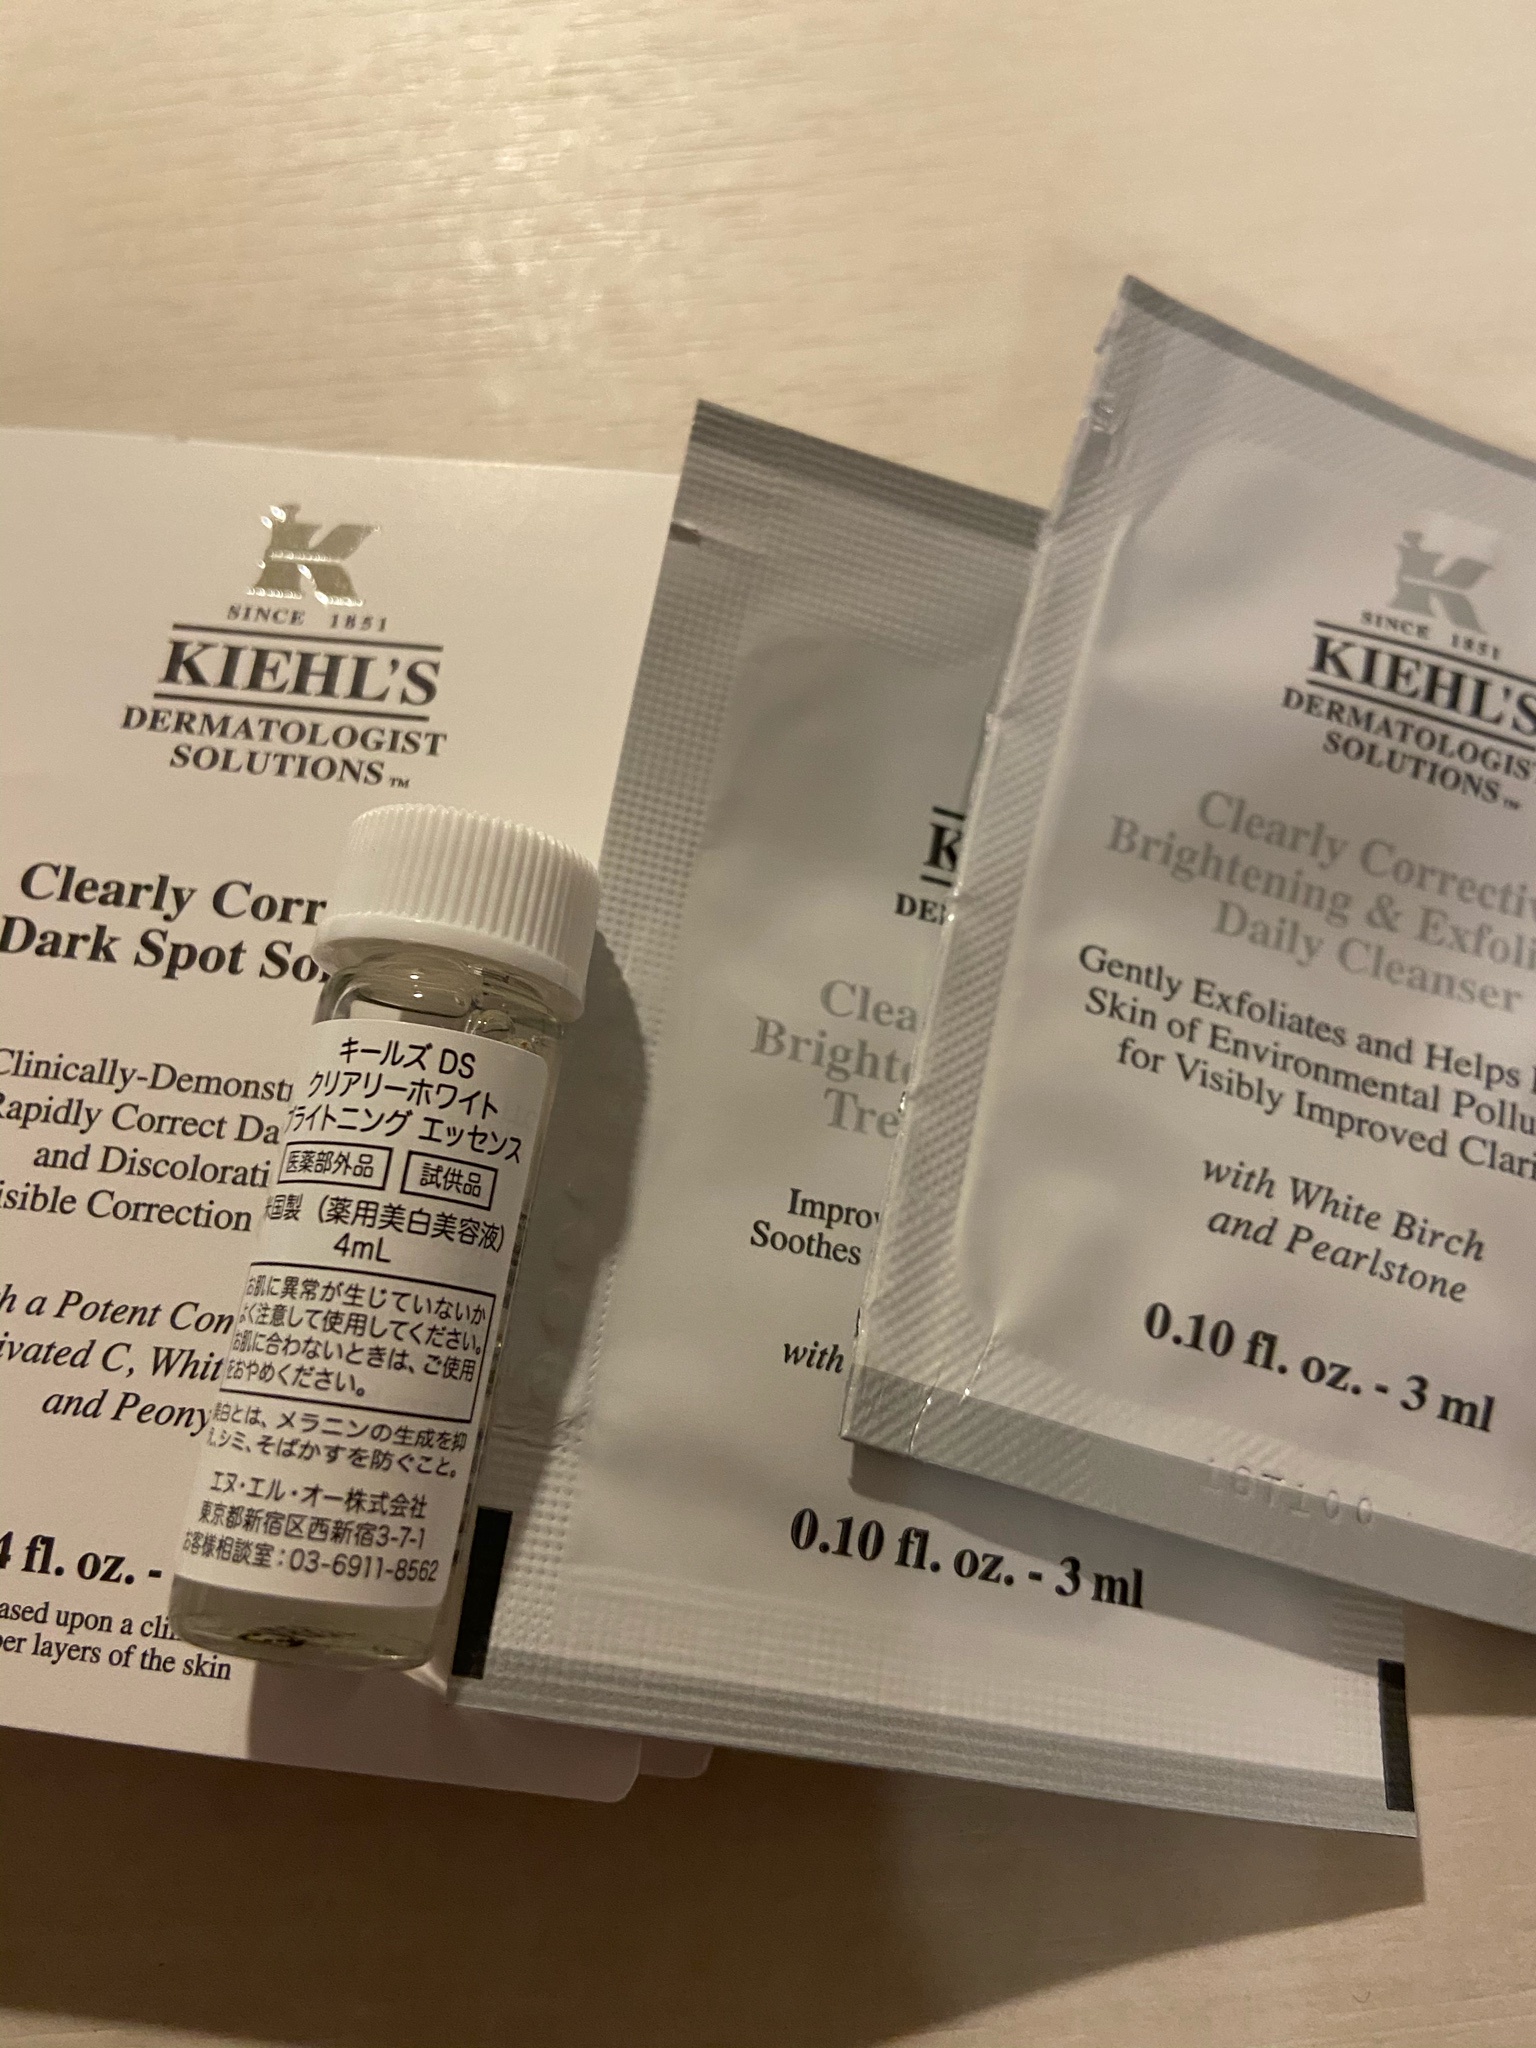 SINCE 1851
KIEHL'S
DERMATOLOGIST
SOLUTIONS™
Clearly Corr
Dark Spot So
Clinically-Demonst
Rapidly Correct Da
and Discolorati
isible Correction
h a Potent Con
ivated C, Whit
and Peony
4 fl. oz. -
ased upon a cli
per layers of the skin
キールズ DS
クリアリーホワイト
ブライトニング エッセンス
医薬部外品 試供品
米国製（薬用美白美容液）
4mL
お肌に異常が生じていないか
よく注意して使用してください。
お肌に合わないときは、ご使用
をおやめください。
美白とは、メラニンの生成を抑
え、シミ、そばかすを防ぐこと。
エヌ・エル・オー株式会社
東京都新宿区西新宿3-7-1
お客様相談室：03-6911-8562
K
DE
Clea
Bright
Tre
Impro
Soothes
with
0.10 fl. oz. - 3 ml
SINCE 1851
KIEHL'S
DERMATOLOGIST
SOLUTIONS™
Clearly Correctiv
Brightening & Exfoli
Daily Cleanser
Gently Exfoliates and Helps
Skin of Environmental Pollu
for Visibly Improved Clari
with White Birch
and Pearlstone
0.10 fl. oz. - 3 ml